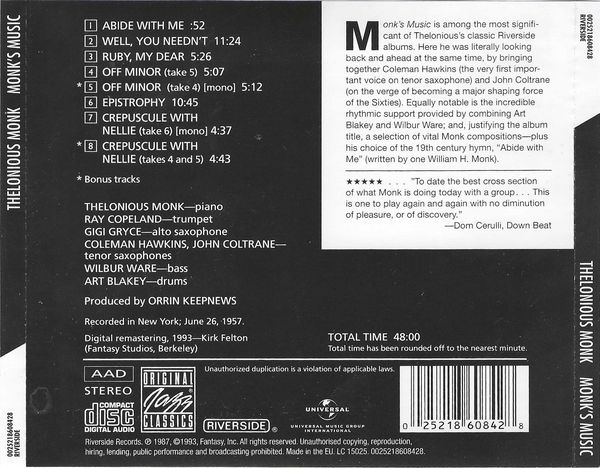 THELONIOUS MONK MONK'S MUSIC
0025218608428
RIVERSIDE
1 ABIDE WITH ME :52
2 WELL, YOU NEEDN'T 11:24
3 RUBY, MY DEAR 5:26
4 OFF MINOR (take 5) 5:07
* 5 OFF MINOR (take 4) [mono] 5:12
6 EPISTROPHY 10:45
7 CREPUSCULE WITH
NELLIE (take 6) [mono] 4:37
* 8 CREPUSCULE WITH
NELLIE (takes 4 and 5) 4:43
* Bonus tracks
THELONIOUS MONK—piano
RAY COPELAND—trumpet
GIGI GRYCE—alto saxophone
COLEMAN HAWKINS, JOHN COLTRANE—
tenor saxophones
WILBUR WARE—bass
ART BLAKEY—drums
Produced by ORRIN KEEPNEWS
Recorded in New York; June 26, 1957.
Digital remastering, 1993—Kirk Felton
(Fantasy Studios, Berkeley)
Monk's Music is among the most signifi-
cant of Thelonious's classic Riverside
albums. Here he was literally looking
back and ahead at the same time, by bringing
together Coleman Hawkins (the very first impor-
tant voice on tenor saxophone) and John Coltrane
(on the verge of becoming a major shaping force
of the Sixties). Equally notable is the incredible
rhythmic support provided by combining Art
Blakey and Wilbur Ware; and, justifying the album
title, a selection of vital Monk compositions—plus
his choice of the 19th century hymn, "Abide with
Me" (written by one William H. Monk).
★★★★★ . . . "To date the best cross section
of what Monk is doing today with a group . . . This
is one to play again and again with no diminution
of pleasure, or of discovery."
—Dom Cerulli, Down Beat
TOTAL TIME 48:00
Total time has been rounded off to the nearest minute.
AAD
STEREO
COMPACT
disc
DIGITAL AUDIO
ORIGINAL
Jazz
CLASSICS
Unauthorized duplication is a violation of applicable laws.
RIVERSIDE
UNIVERSAL
UNIVERSAL MUSIC GROUP
INTERNATIONAL
0 25218 60842 8
Riverside Records. ℗ 1987, ©1993, Fantasy, Inc. All rights reserved. Unauthorised copying, reproduction,
hiring, lending, public performance and broadcasting prohibited. Made in the EU. LC 15025. 0025218608428.
0025218608428
RIVERSIDE
THELONIOUS MONK MONK'S MUSIC
0025218608428
RIVERSIDE